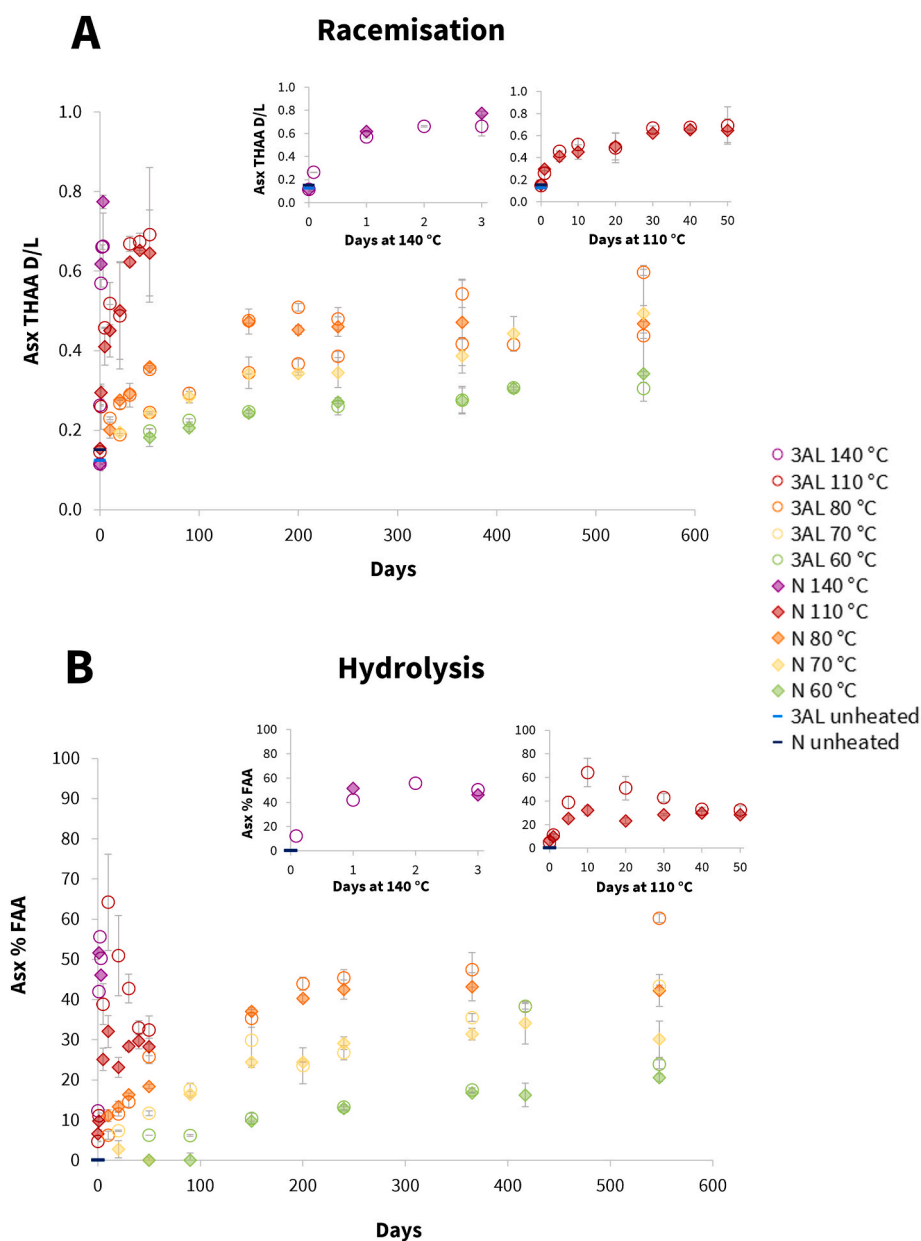 A
Racemisation
Asx THAA D/L
1.0
0.8
0.6
0.4
0.2
0.0
0
100
200
300
400
500
600
Days
Asx THAA D/L
1.0
0.8
0.6
0.4
0.2
0.0
0
1
2
3
Days at 140 °C
1.0
0.8
0.6
0.4
0.2
0.0
0
10
20
30
40
50
Days at 110 °C
3AL 140 °C
3AL 110 °C
3AL 80 °C
3AL 70 °C
3AL 60 °C
N 140 °C
N 110 °C
N 80 °C
N 70 °C
N 60 °C
3AL unheated
N unheated
B
Hydrolysis
Asx % FAA
100
90
80
70
60
50
40
30
20
10
0
0
100
200
300
400
500
600
Days
Asx % FAA
100
80
60
40
20
0
0
1
2
3
Days at 140 °C
100
80
60
40
20
0
0
10
20
30
40
50
Days at 110 °C